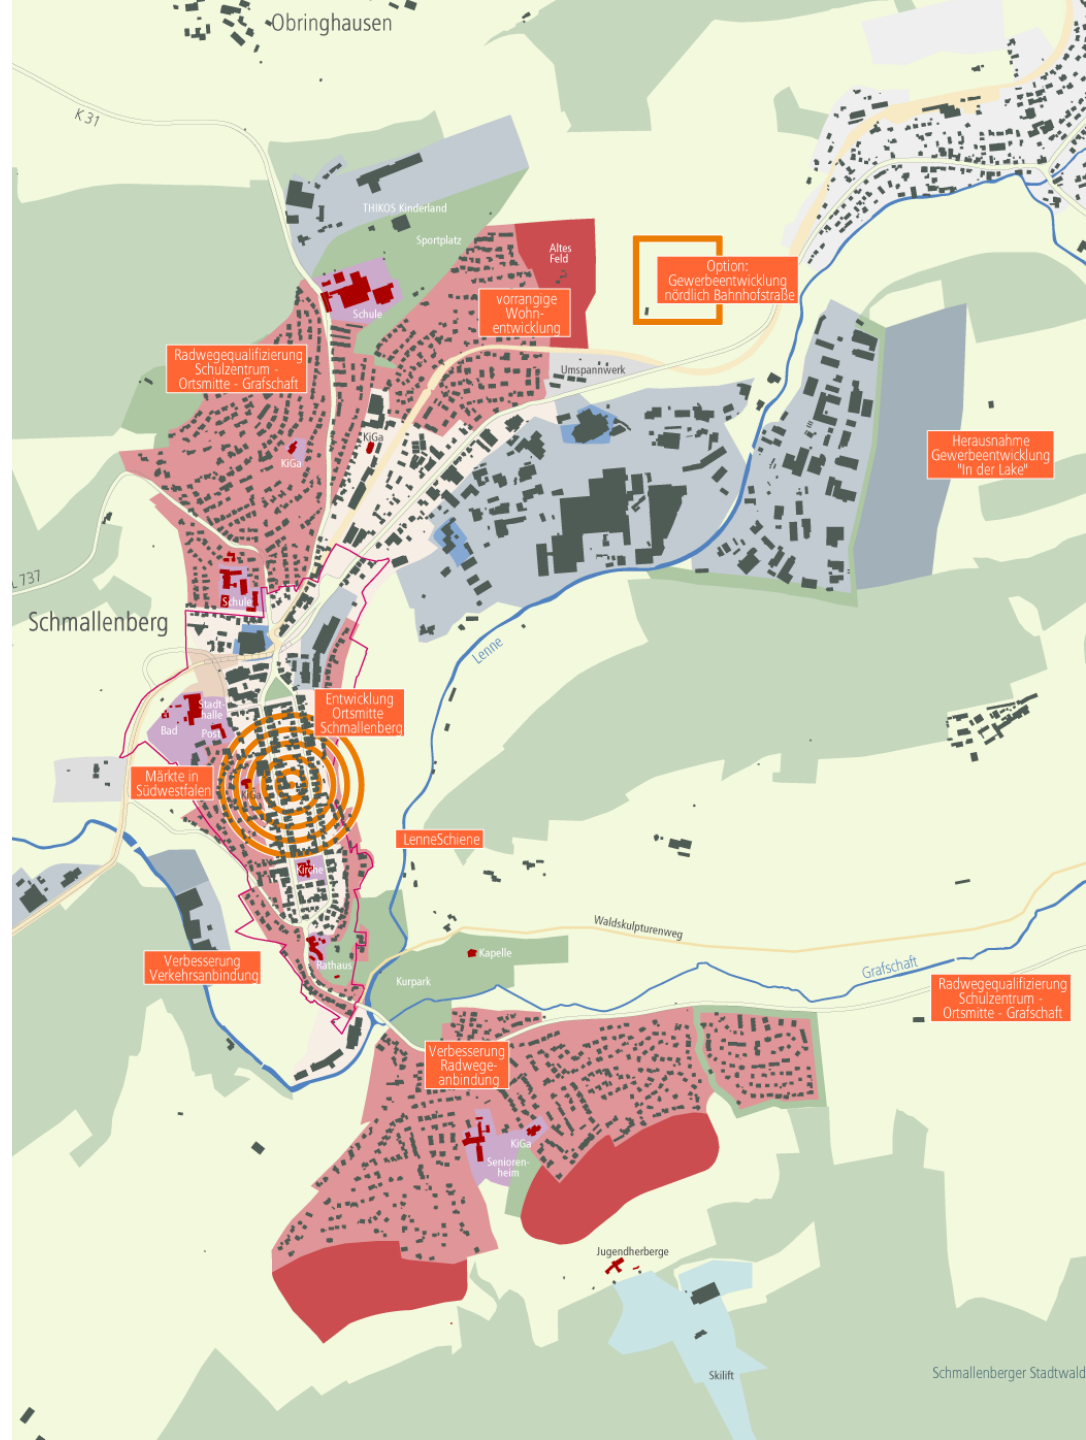 Obringhausen
K 31
THIKOS Kinderland
Sportplatz
Altes
Feld
Option:
Gewerbeentwicklung
nördlich Bahnhofstraße
vorrangige
Wohn-
entwicklung
Schule
Radwegequalifizierung
Schulzentrum -
Ortsmitte - Grafschaft
Umspannwerk
KiGa
KiGa
Herausnahme
Gewerbeentwicklung
"In der Lake"
L 737
Schule
Schmallenberg
Lenne
Entwicklung
Ortsmitte
Schmallenberg
Stadt-
halle
Bad
Post
Märkte in
Südwestfalen
KiGa
LenneSchiene
Kirche
Waldskulpturenweg
Verbesserung
Verkehrsanbindung
Rathaus
Kapelle
Kurpark
Grafschaft
Radwegequalifizierung
Schulzentrum -
Ortsmitte - Grafschaft
Verbesserung
Radwege-
anbindung
KiGa
Senioren-
heim
Jugendherberge
Skilift
Schmallenberger Stadtwald